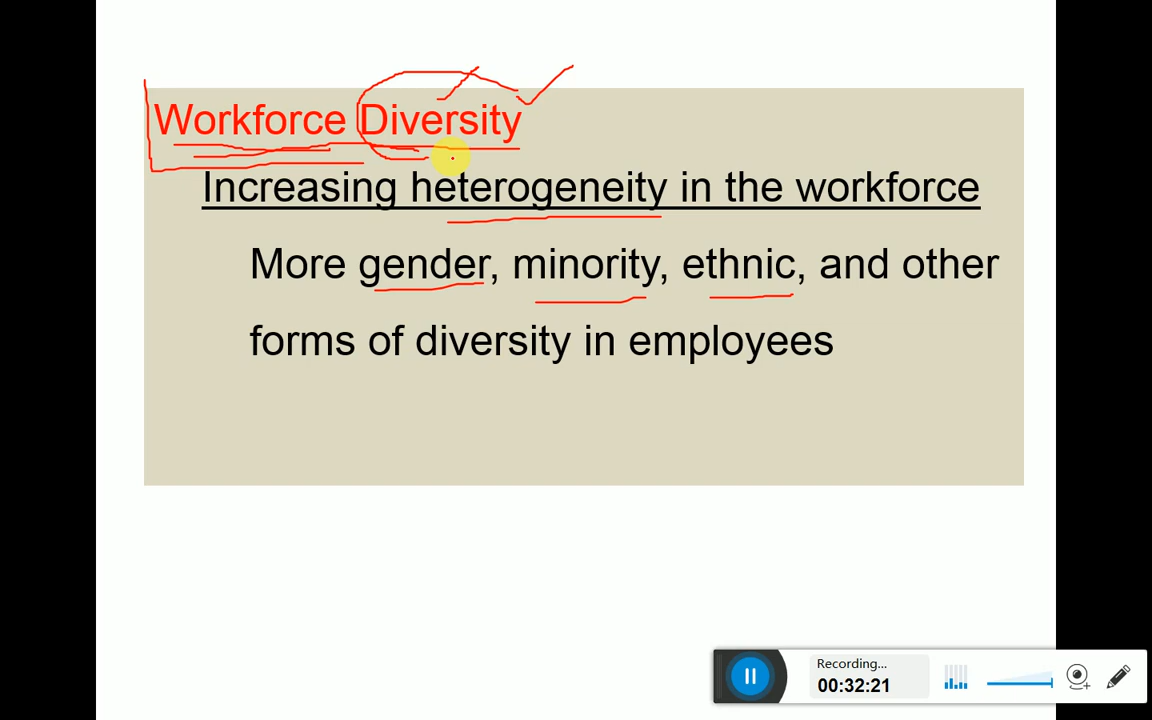 Workforce Diversity
Increasing heterogeneity in the workforce
More gender, minority, ethnic, and other
forms of diversity in employees
Recording...
00:32:21